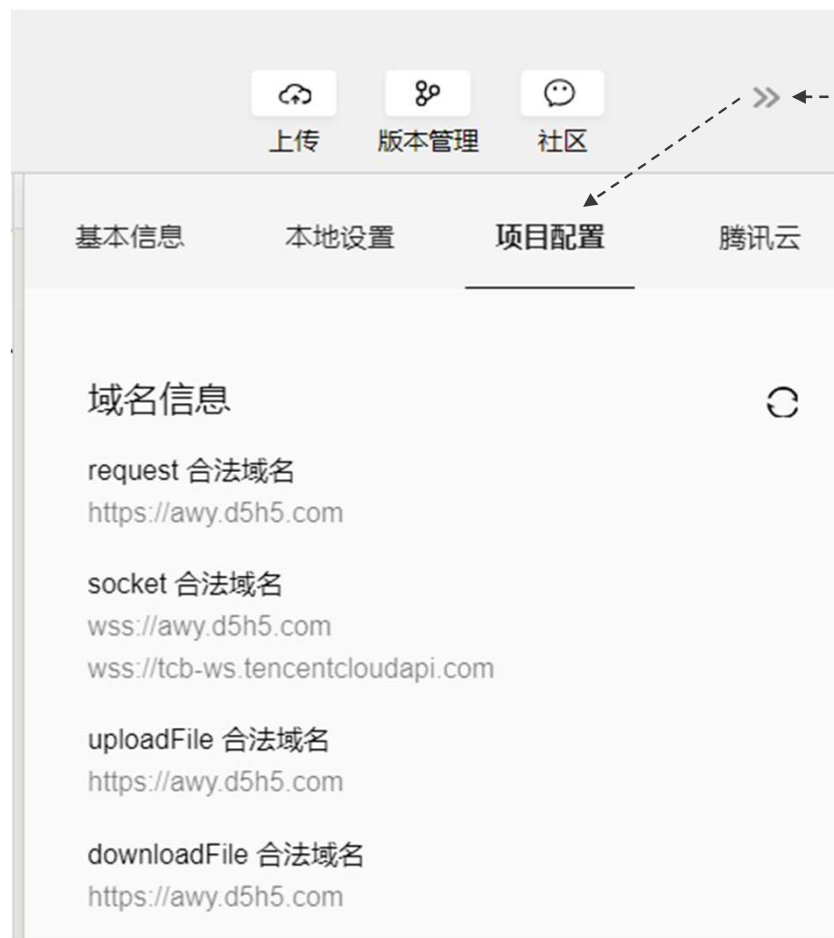 上传
版本管理
社区
基本信息
本地设置
项目配置
腾讯云
域名信息
request 合法域名
https://awy.d5h5.com
socket 合法域名
wss://awy.d5h5.com
wss://tcb-ws.tencentcloudapi.com
uploadFile 合法域名
https://awy.d5h5.com
downloadFile 合法域名
https://awy.d5h5.com